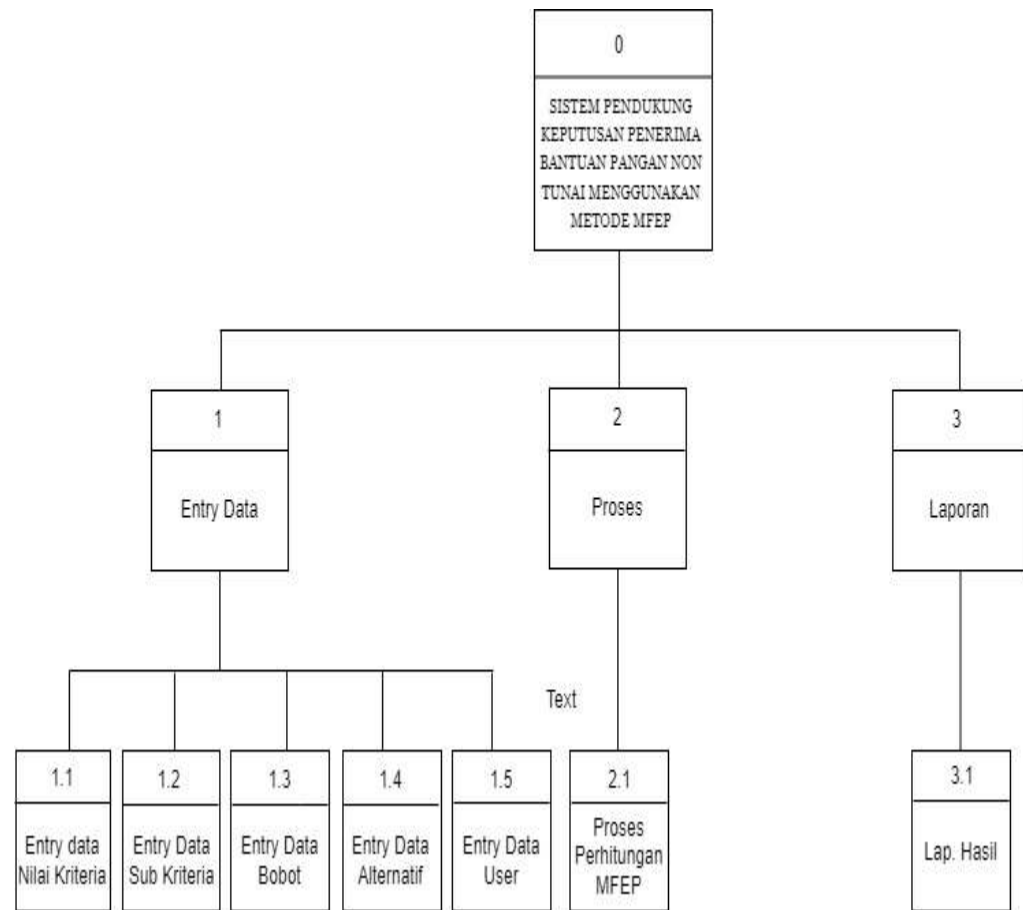 0
SISTEM PENDUKUNG
KEPUTUSAN PENERIMA
BANTUAN PANGAN NON
TUNAI MENGGUNAKAN
METODE MFEP
1
Entry Data
2
Proses
3
Laporan
Text
1.1
Entry data
Nilai Kriteria
1.2
Entry Data
Sub Kriteria
1.3
Entry Data
Bobot
1.4
Entry Data
Alternatif
1.5
Entry Data
User
2.1
Proses
Perhitungan
MFEP
3.1
Lap. Hasil